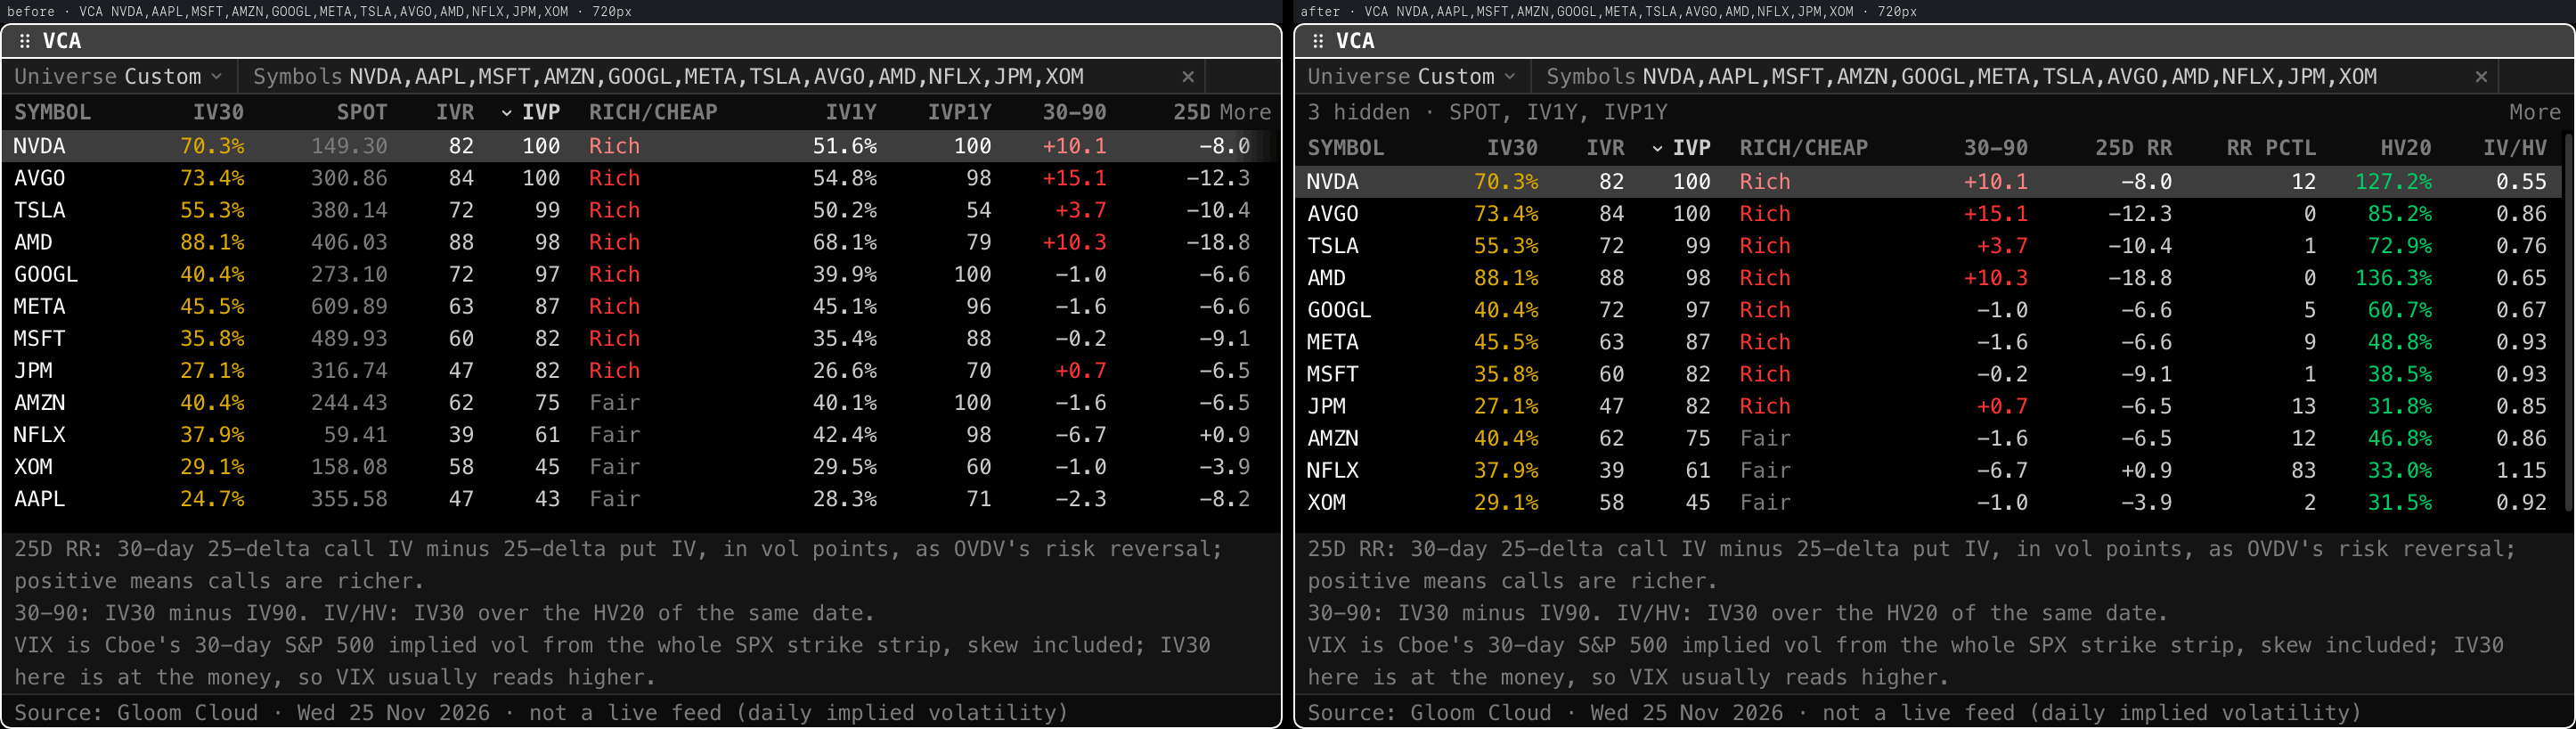 before · VCA NVDA,AAPL,MSFT,AMZN,GOOGL,META,TSLA,AVGO,AMD,NFLX,JPM,XOM · 720px
VCA
Universe Custom Symbols NVDA,AAPL,MSFT,AMZN,GOOGL,META,TSLA,AVGO,AMD,NFLX,JPM,XOM ×
SYMBOL IV30 SPOT IVR IVP RICH/CHEAP IV1Y IVP1Y 30-90 25D More
NVDA 70.3% 149.30 82 100 Rich 51.6% 100 +10.1 -8.0
AVGO 73.4% 300.86 84 100 Rich 54.8% 98 +15.1 -12.3
TSLA 55.3% 380.14 72 99 Rich 50.2% 54 +3.7 -10.4
AMD 88.1% 406.03 88 98 Rich 68.1% 79 +10.3 -18.8
GOOGL 40.4% 273.10 72 97 Rich 39.9% 100 -1.0 -6.6
META 45.5% 609.89 63 87 Rich 45.1% 96 -1.6 -6.6
MSFT 35.8% 489.93 60 82 Rich 35.4% 88 -0.2 -9.1
JPM 27.1% 316.74 47 82 Rich 26.6% 70 +0.7 -6.5
AMZN 40.4% 244.43 62 75 Fair 40.1% 100 -1.6 -6.5
NFLX 37.9% 59.41 39 61 Fair 42.4% 98 -6.7 +0.9
XOM 29.1% 158.08 58 45 Fair 29.5% 60 -1.0 -3.9
AAPL 24.7% 355.58 47 43 Fair 28.3% 71 -2.3 -8.2
25D RR: 30-day 25-delta call IV minus 25-delta put IV, in vol points, as OVDV's risk reversal;
positive means calls are richer.
30-90: IV30 minus IV90. IV/HV: IV30 over the HV20 of the same date.
VIX is Cboe's 30-day S&P 500 implied vol from the whole SPX strike strip, skew included; IV30
here is at the money, so VIX usually reads higher.
Source: Gloom Cloud · Wed 25 Nov 2026 · not a live feed (daily implied volatility)
after · VCA NVDA,AAPL,MSFT,AMZN,GOOGL,META,TSLA,AVGO,AMD,NFLX,JPM,XOM · 720px
VCA
Universe Custom Symbols NVDA,AAPL,MSFT,AMZN,GOOGL,META,TSLA,AVGO,AMD,NFLX,JPM,XOM ×
3 hidden · SPOT, IV1Y, IVP1Y More
SYMBOL IV30 IVR IVP RICH/CHEAP 30-90 25D RR RR PCTL HV20 IV/HV
NVDA 70.3% 82 100 Rich +10.1 -8.0 12 127.2% 0.55
AVGO 73.4% 84 100 Rich +15.1 -12.3 0 85.2% 0.86
TSLA 55.3% 72 99 Rich +3.7 -10.4 1 72.9% 0.76
AMD 88.1% 88 98 Rich +10.3 -18.8 0 136.3% 0.65
GOOGL 40.4% 72 97 Rich -1.0 -6.6 5 60.7% 0.67
META 45.5% 63 87 Rich -1.6 -6.6 9 48.8% 0.93
MSFT 35.8% 60 82 Rich -0.2 -9.1 1 38.5% 0.93
JPM 27.1% 47 82 Rich +0.7 -6.5 13 31.8% 0.85
AMZN 40.4% 62 75 Fair -1.6 -6.5 12 46.8% 0.86
NFLX 37.9% 39 61 Fair -6.7 +0.9 83 33.0% 1.15
XOM 29.1% 58 45 Fair -1.0 -3.9 2 31.5% 0.92
25D RR: 30-day 25-delta call IV minus 25-delta put IV, in vol points, as OVDV's risk reversal;
positive means calls are richer.
30-90: IV30 minus IV90. IV/HV: IV30 over the HV20 of the same date.
VIX is Cboe's 30-day S&P 500 implied vol from the whole SPX strike strip, skew included; IV30
here is at the money, so VIX usually reads higher.
Source: Gloom Cloud · Wed 25 Nov 2026 · not a live feed (daily implied volatility)